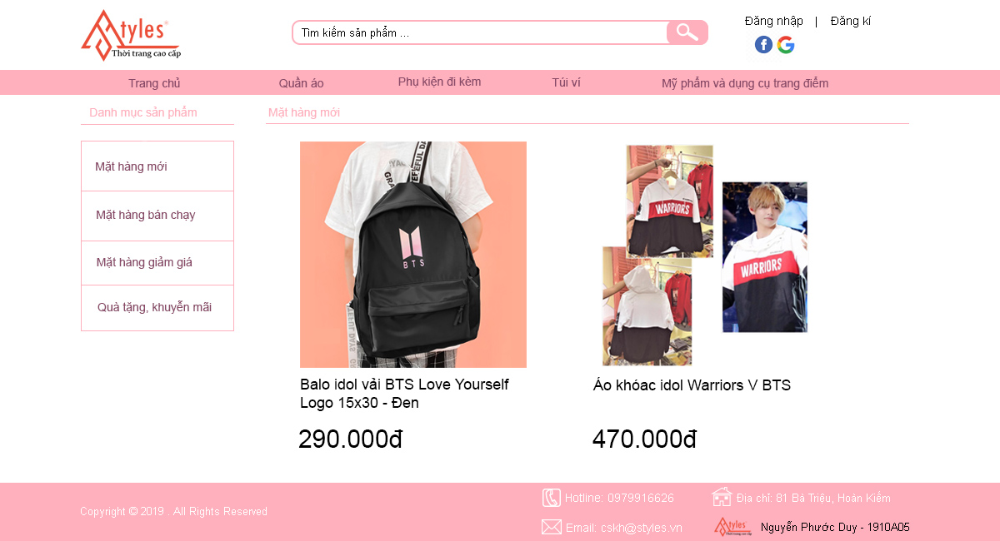 Styles®
Thời trang cao cấp
Tìm kiếm sản phẩm ...
Đăng nhập | Đăng kí
Trang chủ
Quần áo
Phụ kiện đi kèm
Túi ví
Mỹ phẩm và dụng cụ trang điểm
Danh mục sản phẩm
Mặt hàng mới
Mặt hàng bán chạy
Mặt hàng giảm giá
Quà tặng, khuyễn mãi
Mặt hàng mới
BTS
WARRIORS
WARRIORS
Balo idol vải BTS Love Yourself
Logo 15x30 - Đen
290.000đ
Áo khóac idol Warriors V BTS
470.000đ
Copyright © 2019 . All Rights Reserved
Hotline: 0979916626
Email: cskh@styles.vn
Địa chỉ: 81 Bà Triệu, Hoàn Kiếm
Styles
Thời trang cao cấp
Nguyễn Phước Duy - 1910A05